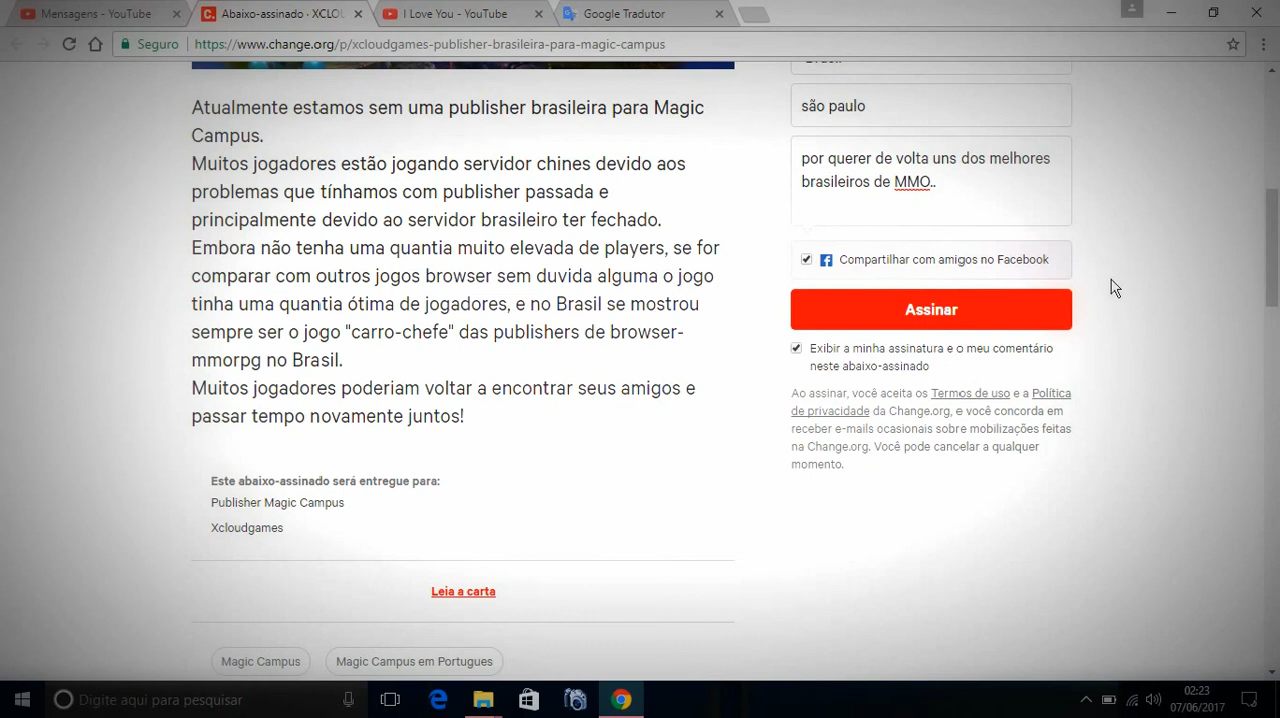 Mensagens - YouTube
Abaixo-assinado · XCLOU
I Love You - YouTube
Google Tradutor
Seguro
https://www.change.org/p/xcloudgames-publisher-brasileira-para-magic-campus
Atualmente estamos sem uma publisher brasileira para Magic
Campus.
Muitos jogadores estão jogando servidor chines devido aos
problemas que tínhamos com publisher passada e
principalmente devido ao servidor brasileiro ter fechado.
Embora não tenha uma quantia muito elevada de players, se for
comparar com outros jogos browser sem duvida alguma o jogo
tinha uma quantia ótima de jogadores, e no Brasil se mostrou
sempre ser o jogo "carro-chefe" das publishers de browser-
mmorpg no Brasil.
Muitos jogadores poderiam voltar a encontrar seus amigos e
passar tempo novamente juntos!
Este abaixo-assinado será entregue para:
Publisher Magic Campus
Xcloudgames
Leia a carta
Magic Campus
Magic Campus em Portugues
são paulo
por querer de volta uns dos melhores
brasileiros de MMO..
Compartilhar com amigos no Facebook
Assinar
Exibir a minha assinatura e o meu comentário
neste abaixo-assinado
Ao assinar, você aceita os Termos de uso e a Política
de privacidade da Change.org, e você concorda em
receber e-mails ocasionais sobre mobilizações feitas
na Change.org. Você pode cancelar a qualquer
momento.
Digite aqui para pesquisar
02:23
07/06/2017